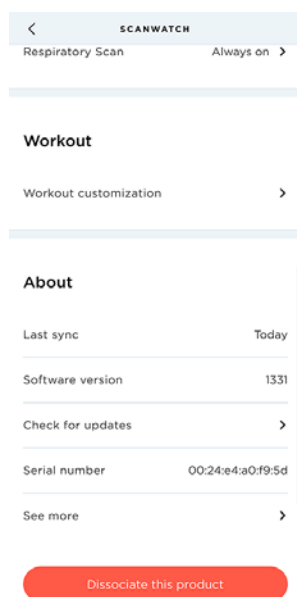 SCANWATCH
Respiratory Scan Always on
Workout
Workout customization
About
Last sync Today
Software version 1331
Check for updates
Serial number 00:24:e4:a0:f9:5d
See more
Dissociate this product